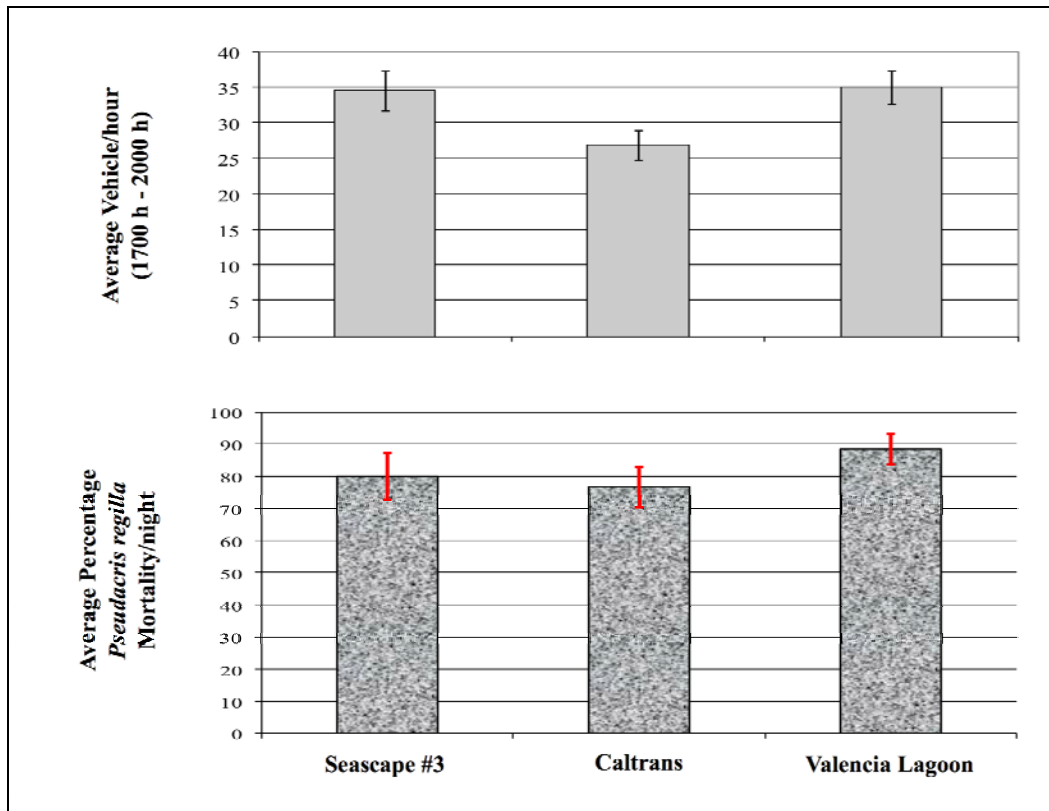 Average Vehicle/hour
(1700 h - 2000 h)
40
35
30
25
20
15
10
5
0
Average Percentage
Pseudacris regilla
Mortality/night
100
90
80
70
60
50
40
30
20
10
0
Seascape #3
Caltrans
Valencia Lagoon